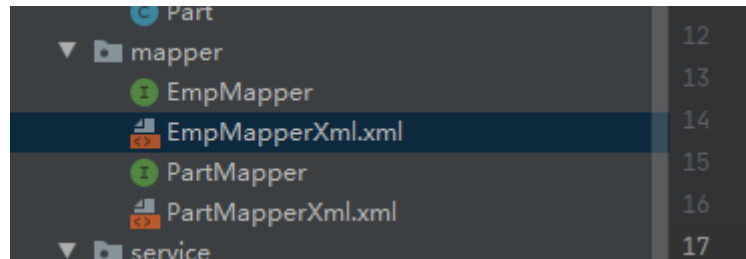 Part
mapper
EmpMapper
EmpMapperXml.xml
PartMapper
PartMapperXml.xml
service
12
13
14
15
16
17